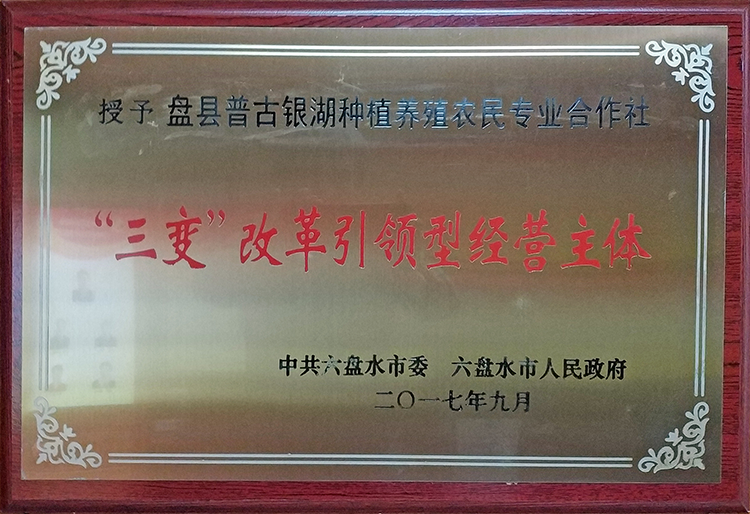 授予 盘县普古银湖种植养殖农民专业合作社
“三变”改革引领型经营主体
中共六盘水市委 六盘水市人民政府
二〇一七年九月